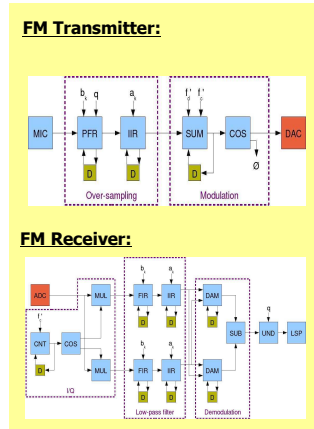 FM Transmitter:
b k q a k f ' d f ' c
MIC PFR IIR SUM COS DAC
D D D Ø
Over-sampling Modulation
FM Receiver:
b k a k
ADC MUL FIR IIR DAM
f ' c D D D q
CNT COS SUB UND LSP
D b k a k
MUL FIR IIR DAM
D D D
I/Q
Low-pass filter Demodulation